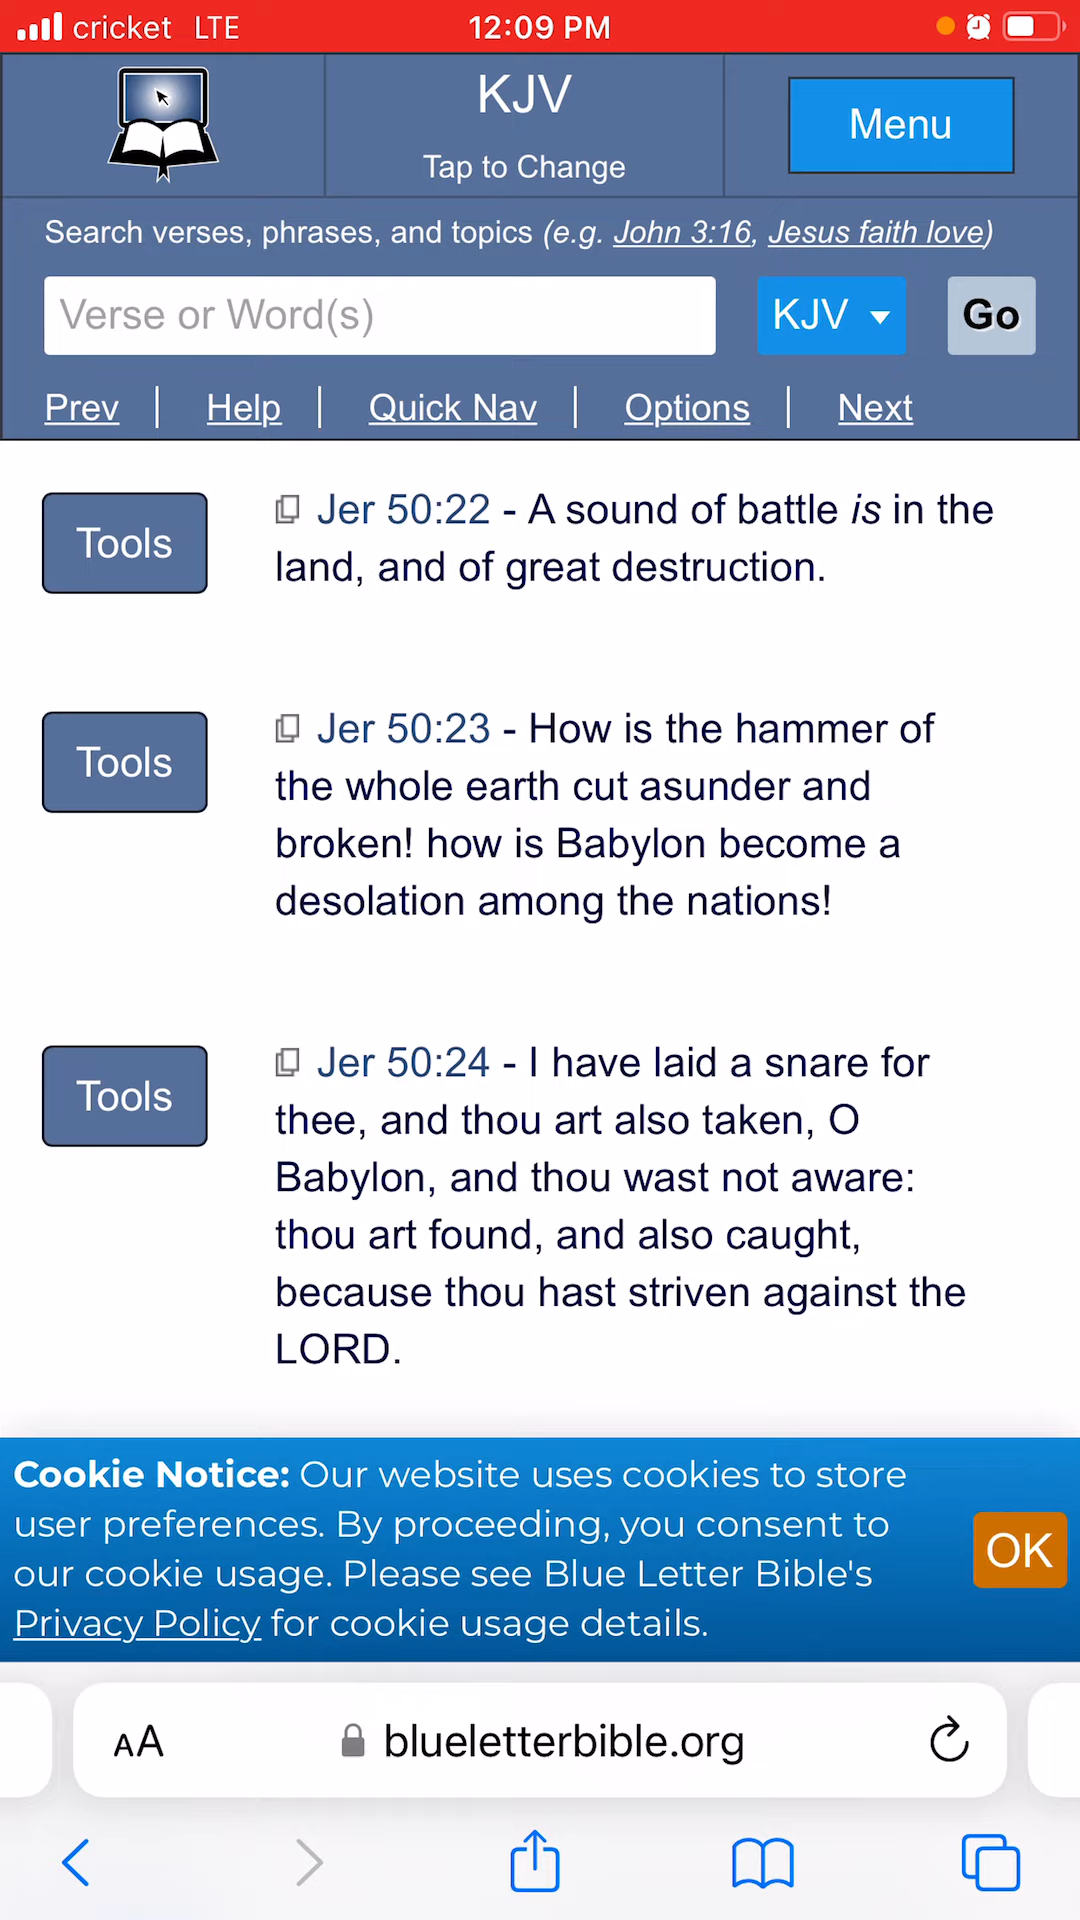 cricket LTE 12:09 PM
KJV
Tap to Change
Menu
Search verses, phrases, and topics (e.g. John 3:16, Jesus faith love)
Verse or Word(s) KJV Go
Prev | Help | Quick Nav | Options | Next
Tools
Jer 50:22 - A sound of battle is in the
land, and of great destruction.
Tools
Jer 50:23 - How is the hammer of
the whole earth cut asunder and
broken! how is Babylon become a
desolation among the nations!
Tools
Jer 50:24 - I have laid a snare for
thee, and thou art also taken, O
Babylon, and thou wast not aware:
thou art found, and also caught,
because thou hast striven against the
LORD.
Cookie Notice: Our website uses cookies to store
user preferences. By proceeding, you consent to
our cookie usage. Please see Blue Letter Bible's
Privacy Policy for cookie usage details.
OK
AA blueletterbible.org